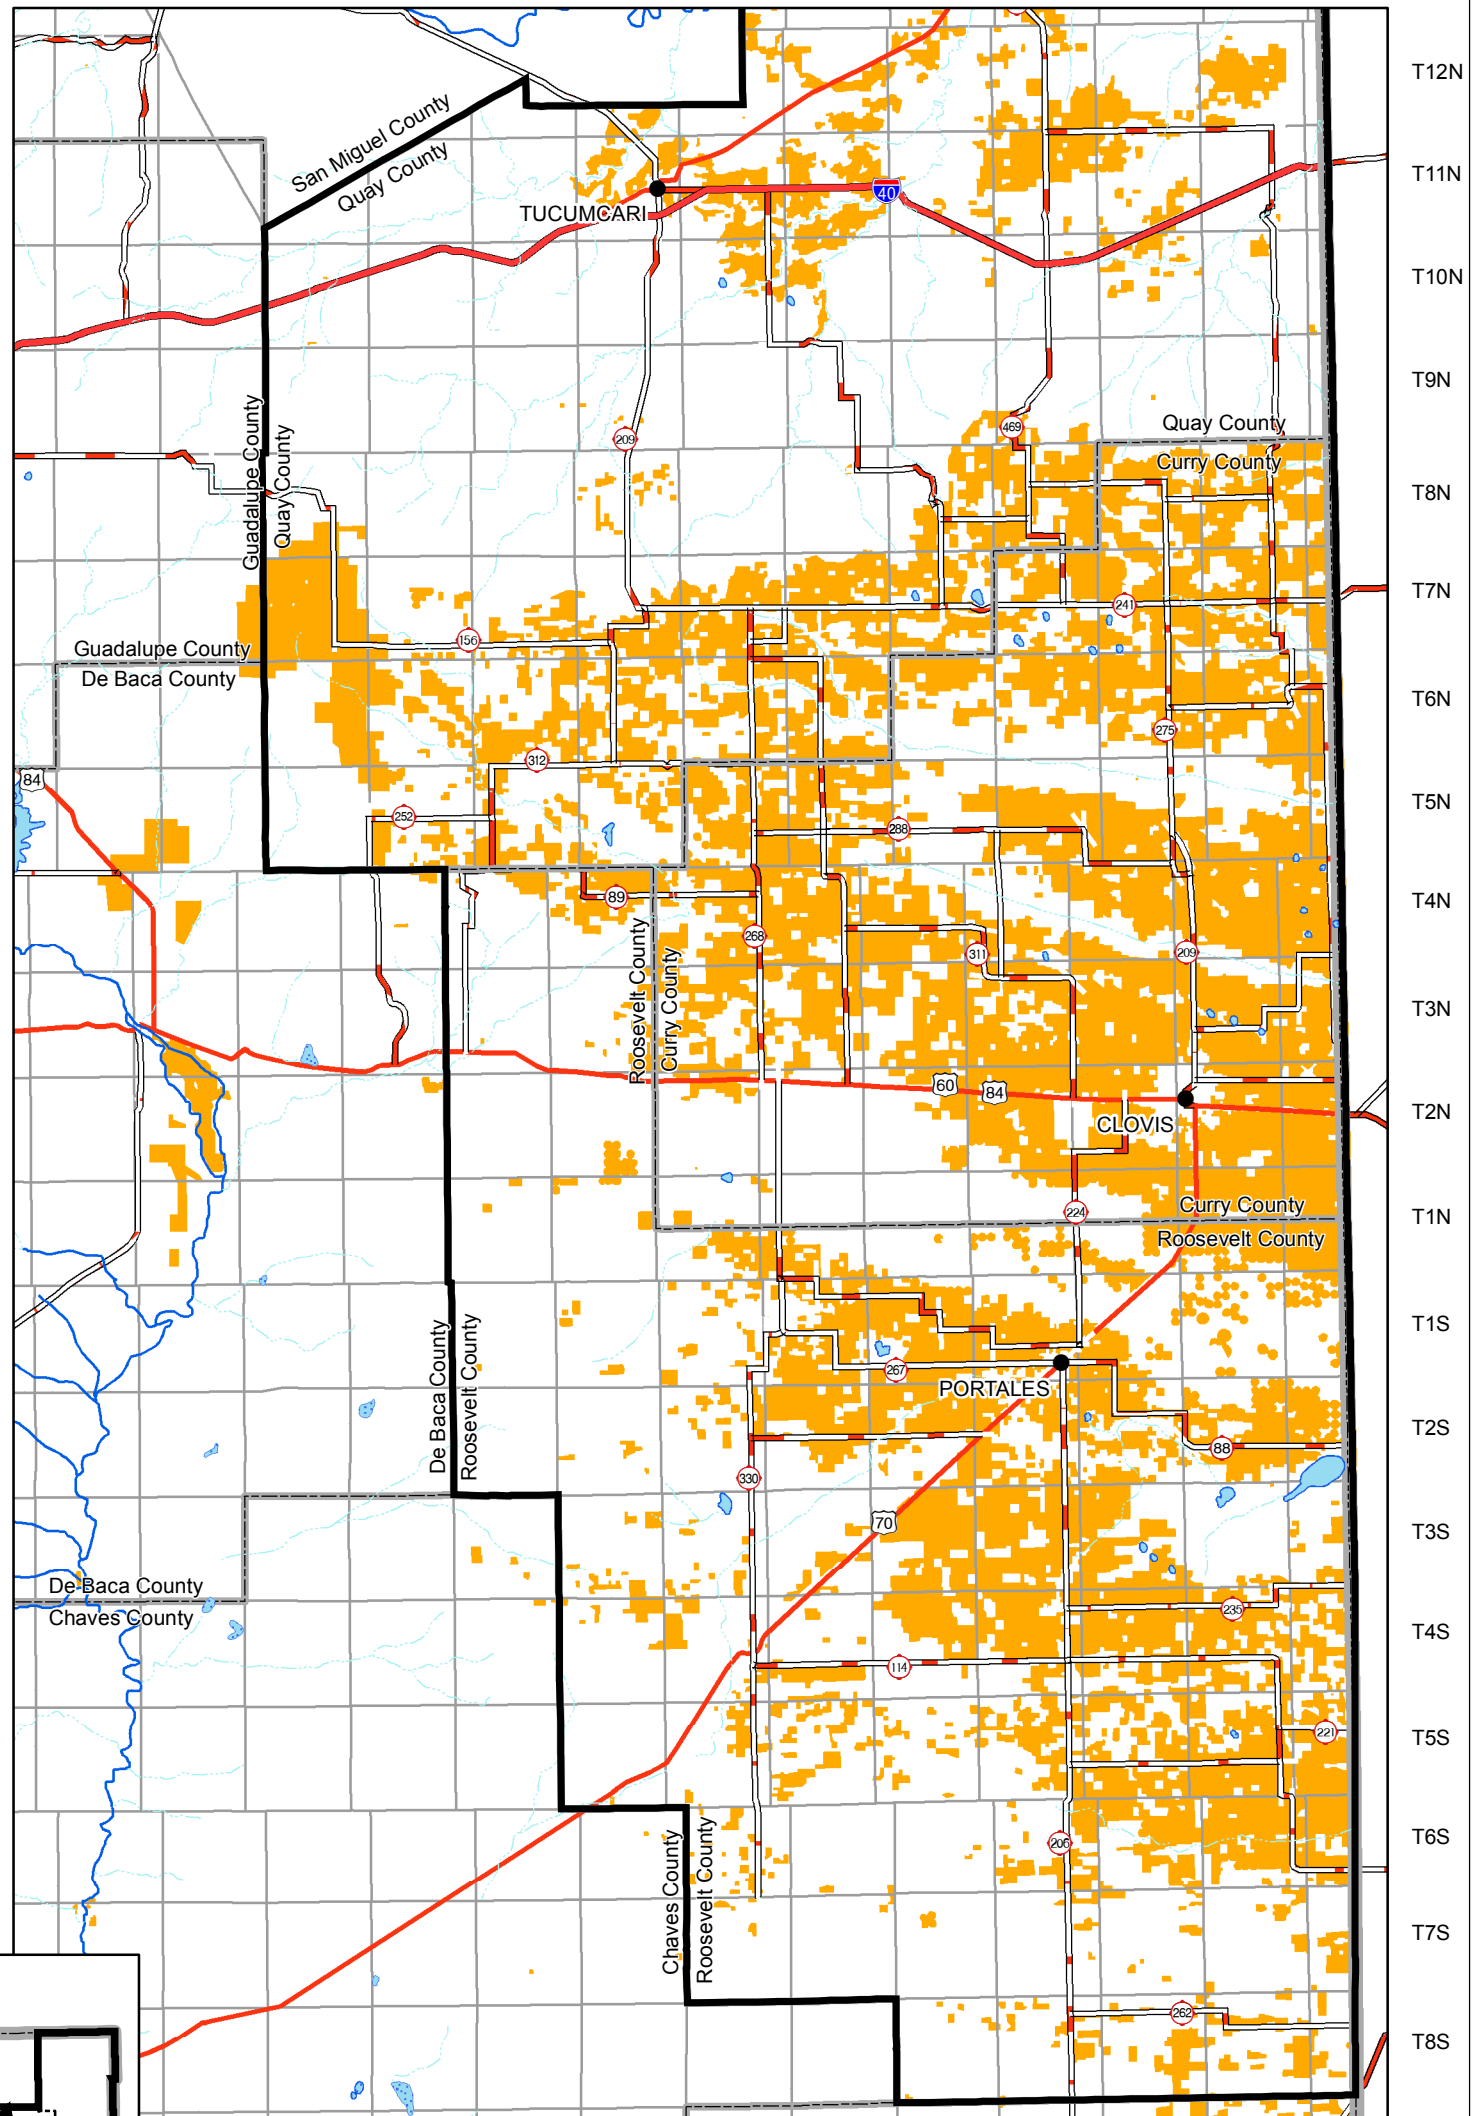 T12N
San Miguel County
Quay County
T11N
40
TUCUMCARI
T10N
T9N
Guadalupe County
Quay County
209
469
Quay County
Curry County
T8N
T7N
241
156
Guadalupe County
De Baca County
T6N
275
312
84
T5N
252
288
T4N
89
268
311
209
Roosevelt County
Curry County
T3N
60
84
T2N
CLOVIS
T1N
224
Curry County
Roosevelt County
De Baca County
Roosevelt County
T1S
267
PORTALES
T2S
88
330
70
T3S
De Baca County
Chaves County
235
T4S
114
221
T5S
206
T6S
Chaves County
Roosevelt County
T7S
262
T8S